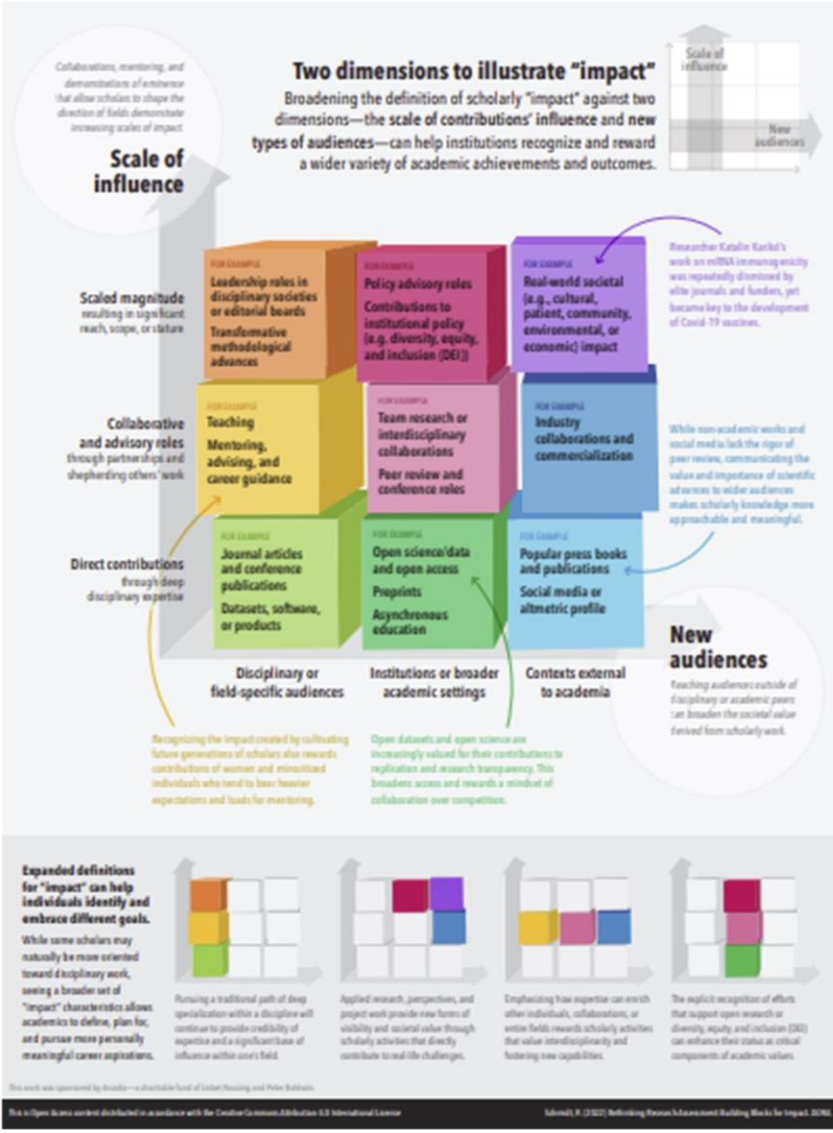 Collaborations, mentoring, and
demonstrations of eminence
that allow scholars to shape the
direction of fields demonstrate
increasing scales of impact.
Scale of
influence
Two dimensions to illustrate “impact”
Broadening the definition of scholarly “impact” against two
dimensions—the scale of contributions’ influence and new
types of audiences—can help institutions recognize and reward
a wider variety of academic achievements and outcomes.
Scale of
influence
New
audiences
Scaled magnitude
resulting in significant
reach, scope, or stature
FOR EXAMPLE
Leadership roles in
disciplinary societies
or editorial boards
Transformative
methodological
advances
FOR EXAMPLE
Policy advisory roles
Contributions to
institutional policy
(e.g. diversity, equity,
and inclusion (DEI))
FOR EXAMPLE
Real-world societal
(e.g., cultural,
patient, community,
environmental, or
economic) impact
Researcher Katalin Karikó’s
work on mRNA immunogenicity
was repeatedly dismissed by
elite journals and funders, yet
became key to the development
of Covid-19 vaccines.
Collaborative
and advisory roles
through partnerships and
shepherding others’ work
FOR EXAMPLE
Teaching
Mentoring,
advising, and
career guidance
FOR EXAMPLE
Team research or
interdisciplinary
collaborations
Peer review and
conference roles
FOR EXAMPLE
Industry
collaborations and
commercialization
While non-academic works and
social media lack the rigor of
peer review, communicating the
value and importance of scientific
advances to wider audiences
makes scholarly knowledge more
approachable and meaningful.
Direct contributions
through deep
disciplinary expertise
FOR EXAMPLE
Journal articles
and conference
publications
Datasets, software,
or products
FOR EXAMPLE
Open science/data
and open access
Preprints
Asynchronous
education
FOR EXAMPLE
Popular press books
and publications
Social media or
altmetric profile
Disciplinary or
field-specific audiences
Institutions or broader
academic settings
Contexts external
to academia
New
audiences
Reaching audiences outside of
disciplinary or academic peers
can broaden the societal value
derived from scholarly work.
Recognizing the impact created by cultivating
future generations of scholars also rewards
contributions of women and minoritized
individuals who tend to bear heavier
expectations and loads for mentoring.
Open datasets and open science are
increasingly valued for their contributions to
replication and research transparency. This
broadens access and rewards a mindset of
collaboration over competition.
Expanded definitions
for “impact” can help
individuals identify and
embrace different goals.
While some scholars may
naturally be more oriented
toward disciplinary work,
seeing a broader set of
“impact” characteristics allows
academics to define, plan for,
and pursue more personally
meaningful career aspirations.
Pursuing a traditional path of deep
specialization within a discipline will
continue to provide credibility of
expertise and a significant base of
influence within one’s field.
Applied research, perspectives, and
project work provide new forms of
visibility and societal value through
scholarly activities that directly
contribute to real-life challenges.
Emphasizing how expertise can enrich
other individuals, collaborations, or
entire fields rewards scholarly activities
that value interdisciplinarity and
fostering new capabilities.
The explicit recognition of efforts
that support open research or
diversity, equity, and inclusion (DEI)
can enhance their status as critical
components of academic values.
This work was sponsored by Arcadia—a charitable fund of Lisbet Rausing and Peter Baldwin.
This is Open Access content distributed in accordance with the Creative Commons Attribution 4.0 International License
Schmidt, R. (2022) Rethinking Research Assessment: Building Blocks for Impact. DORA.